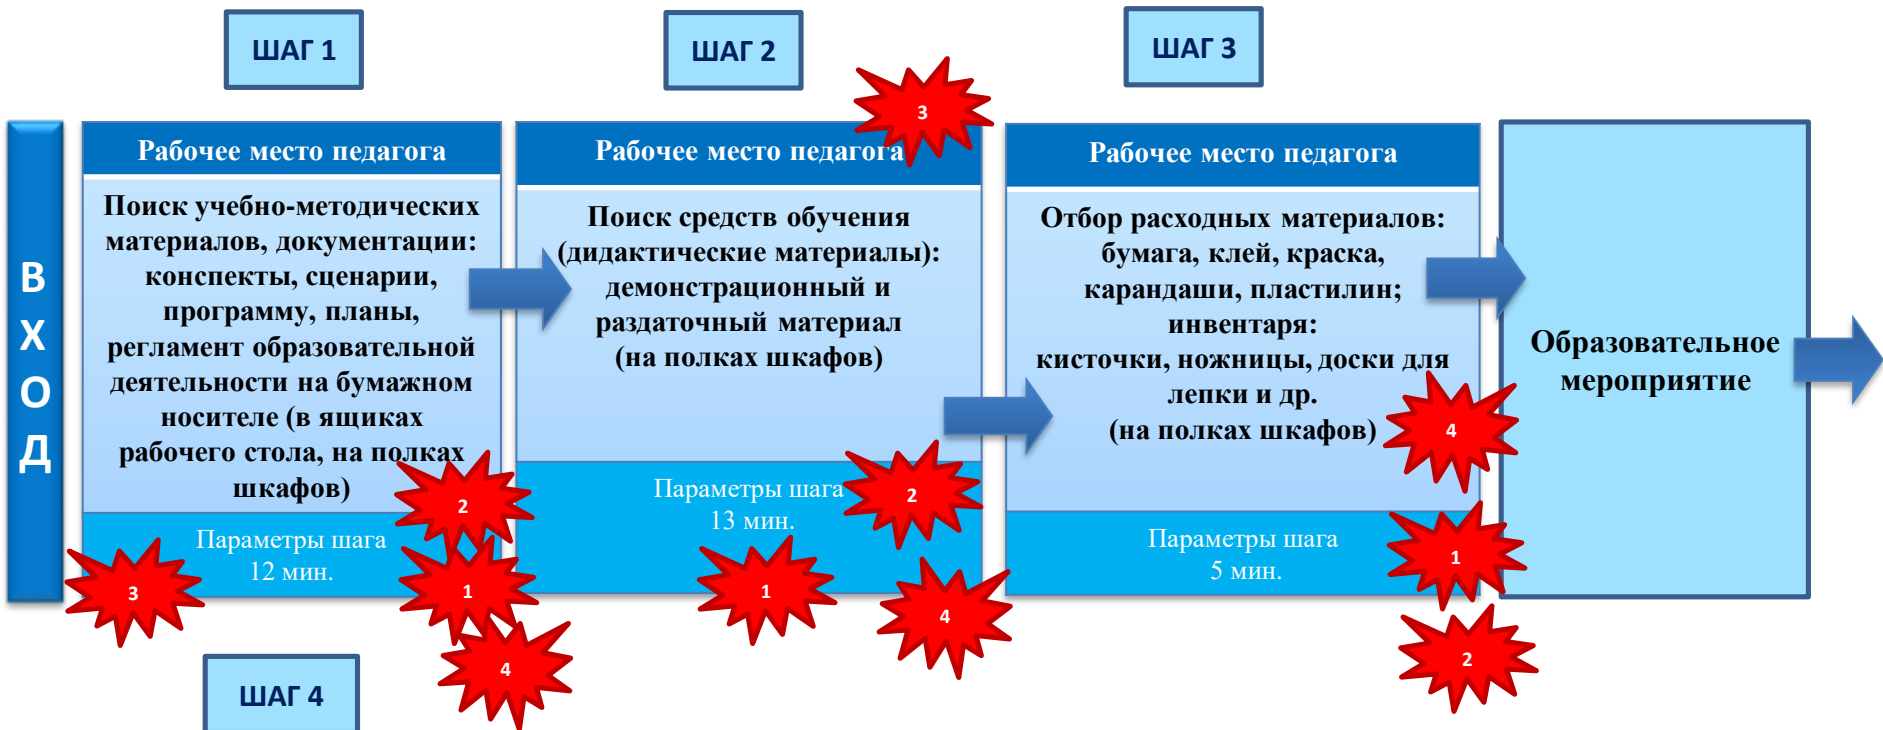 ШАГ 1
ШАГ 2
ШАГ 3
3
ВХОД
Рабочее место педагога
Поиск учебно-методических
материалов, документации:
конспекты, сценарии,
программу, планы,
регламент образовательной
деятельности на бумажном
носителе (в ящиках
рабочего стола, на полках
шкафов)
2
Параметры шага
12 мин.
3
1
4
Рабочее место педагога
Поиск средств обучения
(дидактические материалы):
демонстрационный и
раздаточный материал
(на полках шкафов)
Параметры шага
13 мин.
2
1
4
Рабочее место педагога
Отбор расходных материалов:
бумага, клей, краска,
карандаши, пластилин;
инвентаря:
кисточки, ножницы, доски для
лепки и др.
(на полках шкафов)
4
Параметры шага
5 мин.
1
2
Образовательное
мероприятие
ШАГ 4